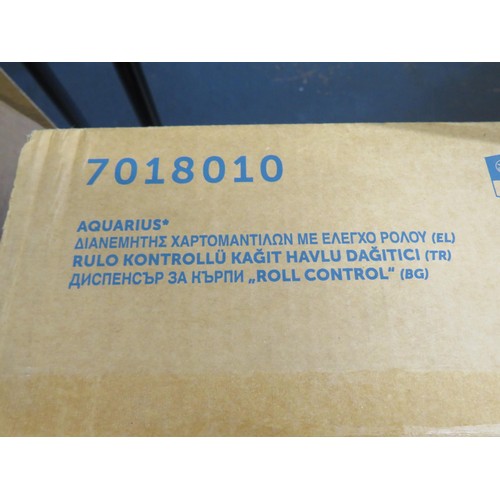 7018010
AQUARIUS*
ΔΙΑΝΕΜΗΤΗΣ ΧΑΡΤΟΜΑΝΤΙΛΩΝ ΜΕ ΕΛΕΓΧΟ ΡΟΛΟΥ (EL)
RULO KONTROLLÜ KAĞIT HAVLU DAĞITICI (TR)
ДИСПЕНСЪР ЗА КЪРПИ „ROLL CONTROL“ (BG)